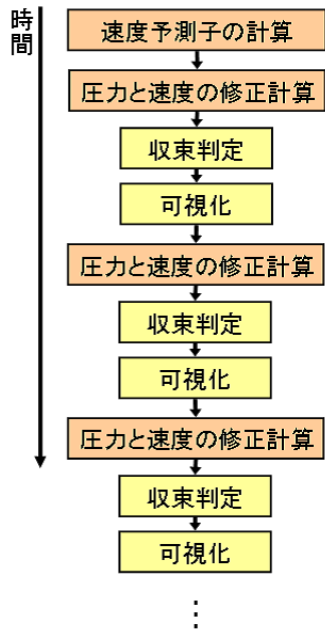 時間
速度予測子の計算
圧力と速度の修正計算
収束判定
可視化
圧力と速度の修正計算
収束判定
可視化
圧力と速度の修正計算
収束判定
可視化
⋮